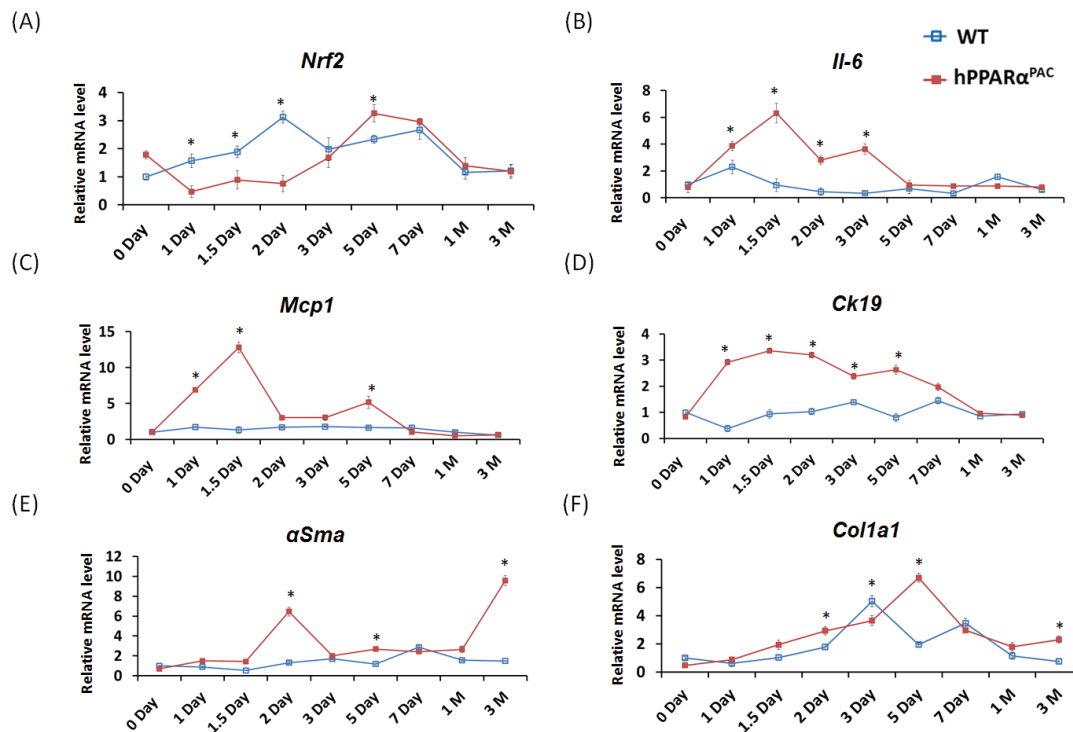 (A)
Nrf2
Relative mRNA level
4
3
2
1
0
*
*
*
*
0 Day
1 Day
1.5 Day
2 Day
3 Day
5 Day
7 Day
1 M
3 M
(B)
Il-6
WT
hPPARα^PAC
Relative mRNA level
8
6
4
2
0
*
*
*
*
0 Day
1 Day
1.5 Day
2 Day
3 Day
5 Day
7 Day
1 M
3 M
(C)
Mcp1
Relative mRNA level
15
10
5
0
*
*
*
0 Day
1 Day
1.5 Day
2 Day
3 Day
5 Day
7 Day
1 M
3 M
(D)
Ck19
Relative mRNA level
4
3
2
1
0
*
*
*
*
*
0 Day
1 Day
1.5 Day
2 Day
3 Day
5 Day
7 Day
1 M
3 M
(E)
αSma
Relative mRNA level
12
10
8
6
4
2
0
*
*
*
0 Day
1 Day
1.5 Day
2 Day
3 Day
5 Day
7 Day
1 M
3 M
(F)
Col1a1
Relative mRNA level
8
6
4
2
0
*
*
*
*
0 Day
1 Day
1.5 Day
2 Day
3 Day
5 Day
7 Day
1 M
3 M